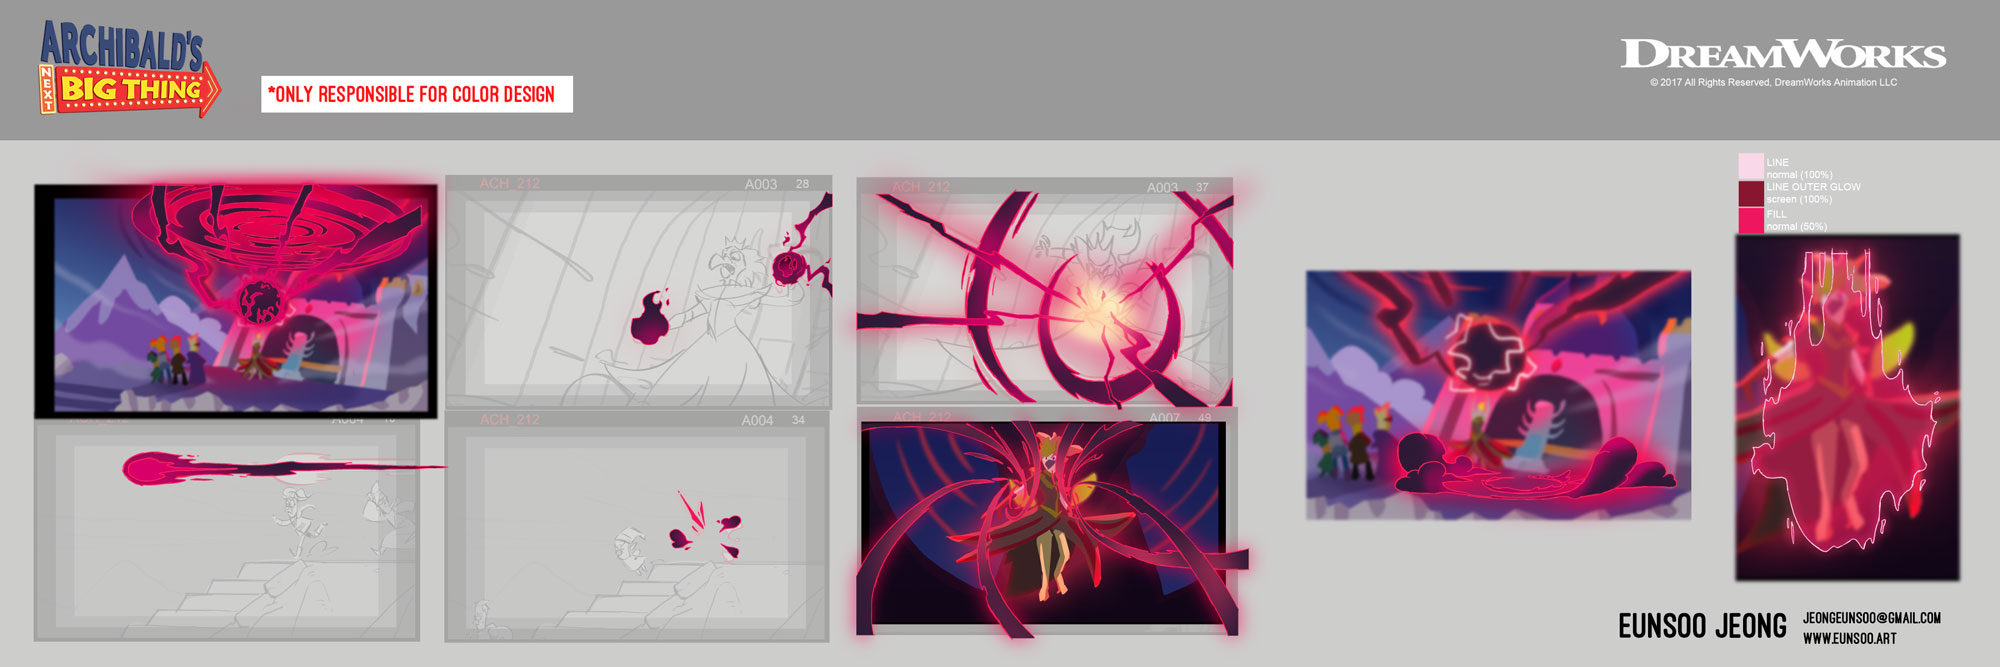 ARCHIBALD'S
NEXT
BIG THING
*ONLY RESPONSIBLE FOR COLOR DESIGN
DREAMWORKS
© 2017 All Rights Reserved, DreamWorks Animation LLC
LINE
normal (100%)
LINE OUTER GLOW
screen (100%)
FILL
normal (50%)
ACH_212 A003 28
ACH_212 A003 37
ACH_212 A004
ACH_212 A004 34
ACH_212 A007 49
EUNSOO JEONG
JEONGEUNSOO@GMAIL.COM
WWW.EUNSOO.ART